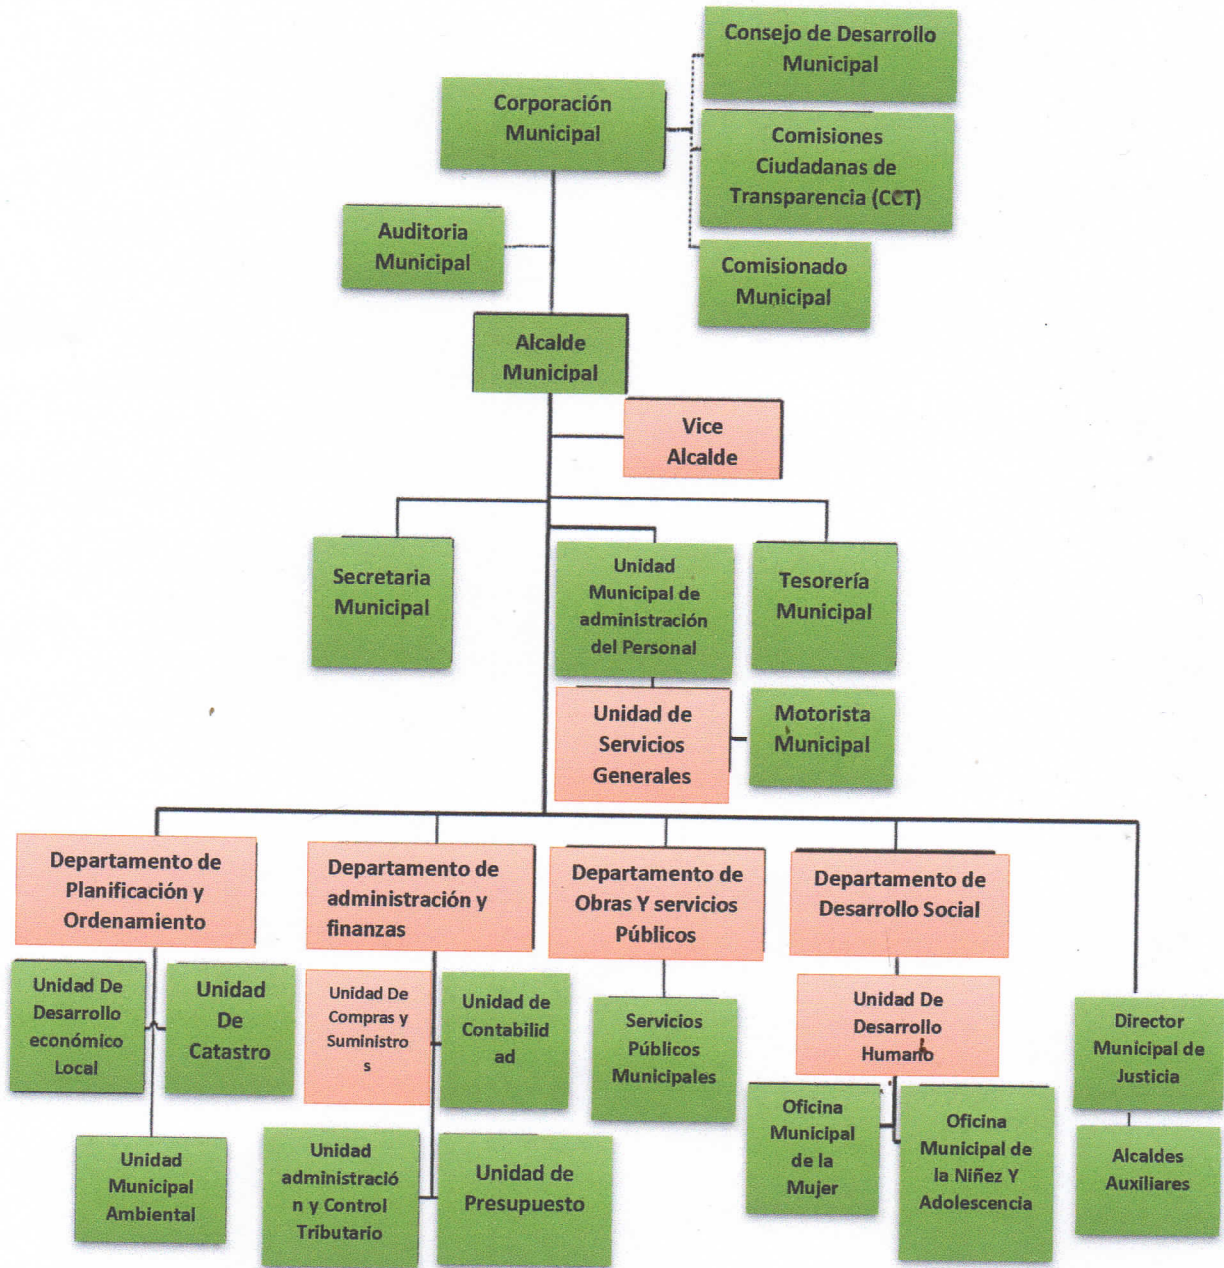 Consejo de Desarrollo
Municipal
Corporación
Municipal
Comisiones
Ciudadanas de
Transparencia (CCT)
Auditoria
Municipal
Comisionado
Municipal
Alcalde
Municipal
Vice
Alcalde
Secretaria
Municipal
Unidad
Municipal de
administración
del Personal
Tesorería
Municipal
Unidad de
Servicios
Generales
Motorista
Municipal
Departamento de
Planificación y
Ordenamiento
Departamento de
administración y
finanzas
Departamento de
Obras Y servicios
Públicos
Departamento de
Desarrollo Social
Unidad De
Desarrollo
económico
Local
Unidad
De
Catastro
Unidad De
Compras y
Suministro
s
Unidad de
Contabilid
ad
Servicios
Públicos
Municipales
Unidad De
Desarrollo
Humano
Director
Municipal de
Justicia
Unidad
Municipal
Ambiental
Unidad
administració
n y Control
Tributario
Unidad de
Presupuesto
Oficina
Municipal
de la
Mujer
Oficina
Municipal de
la Niñez Y
Adolescencia
Alcaldes
Auxiliares